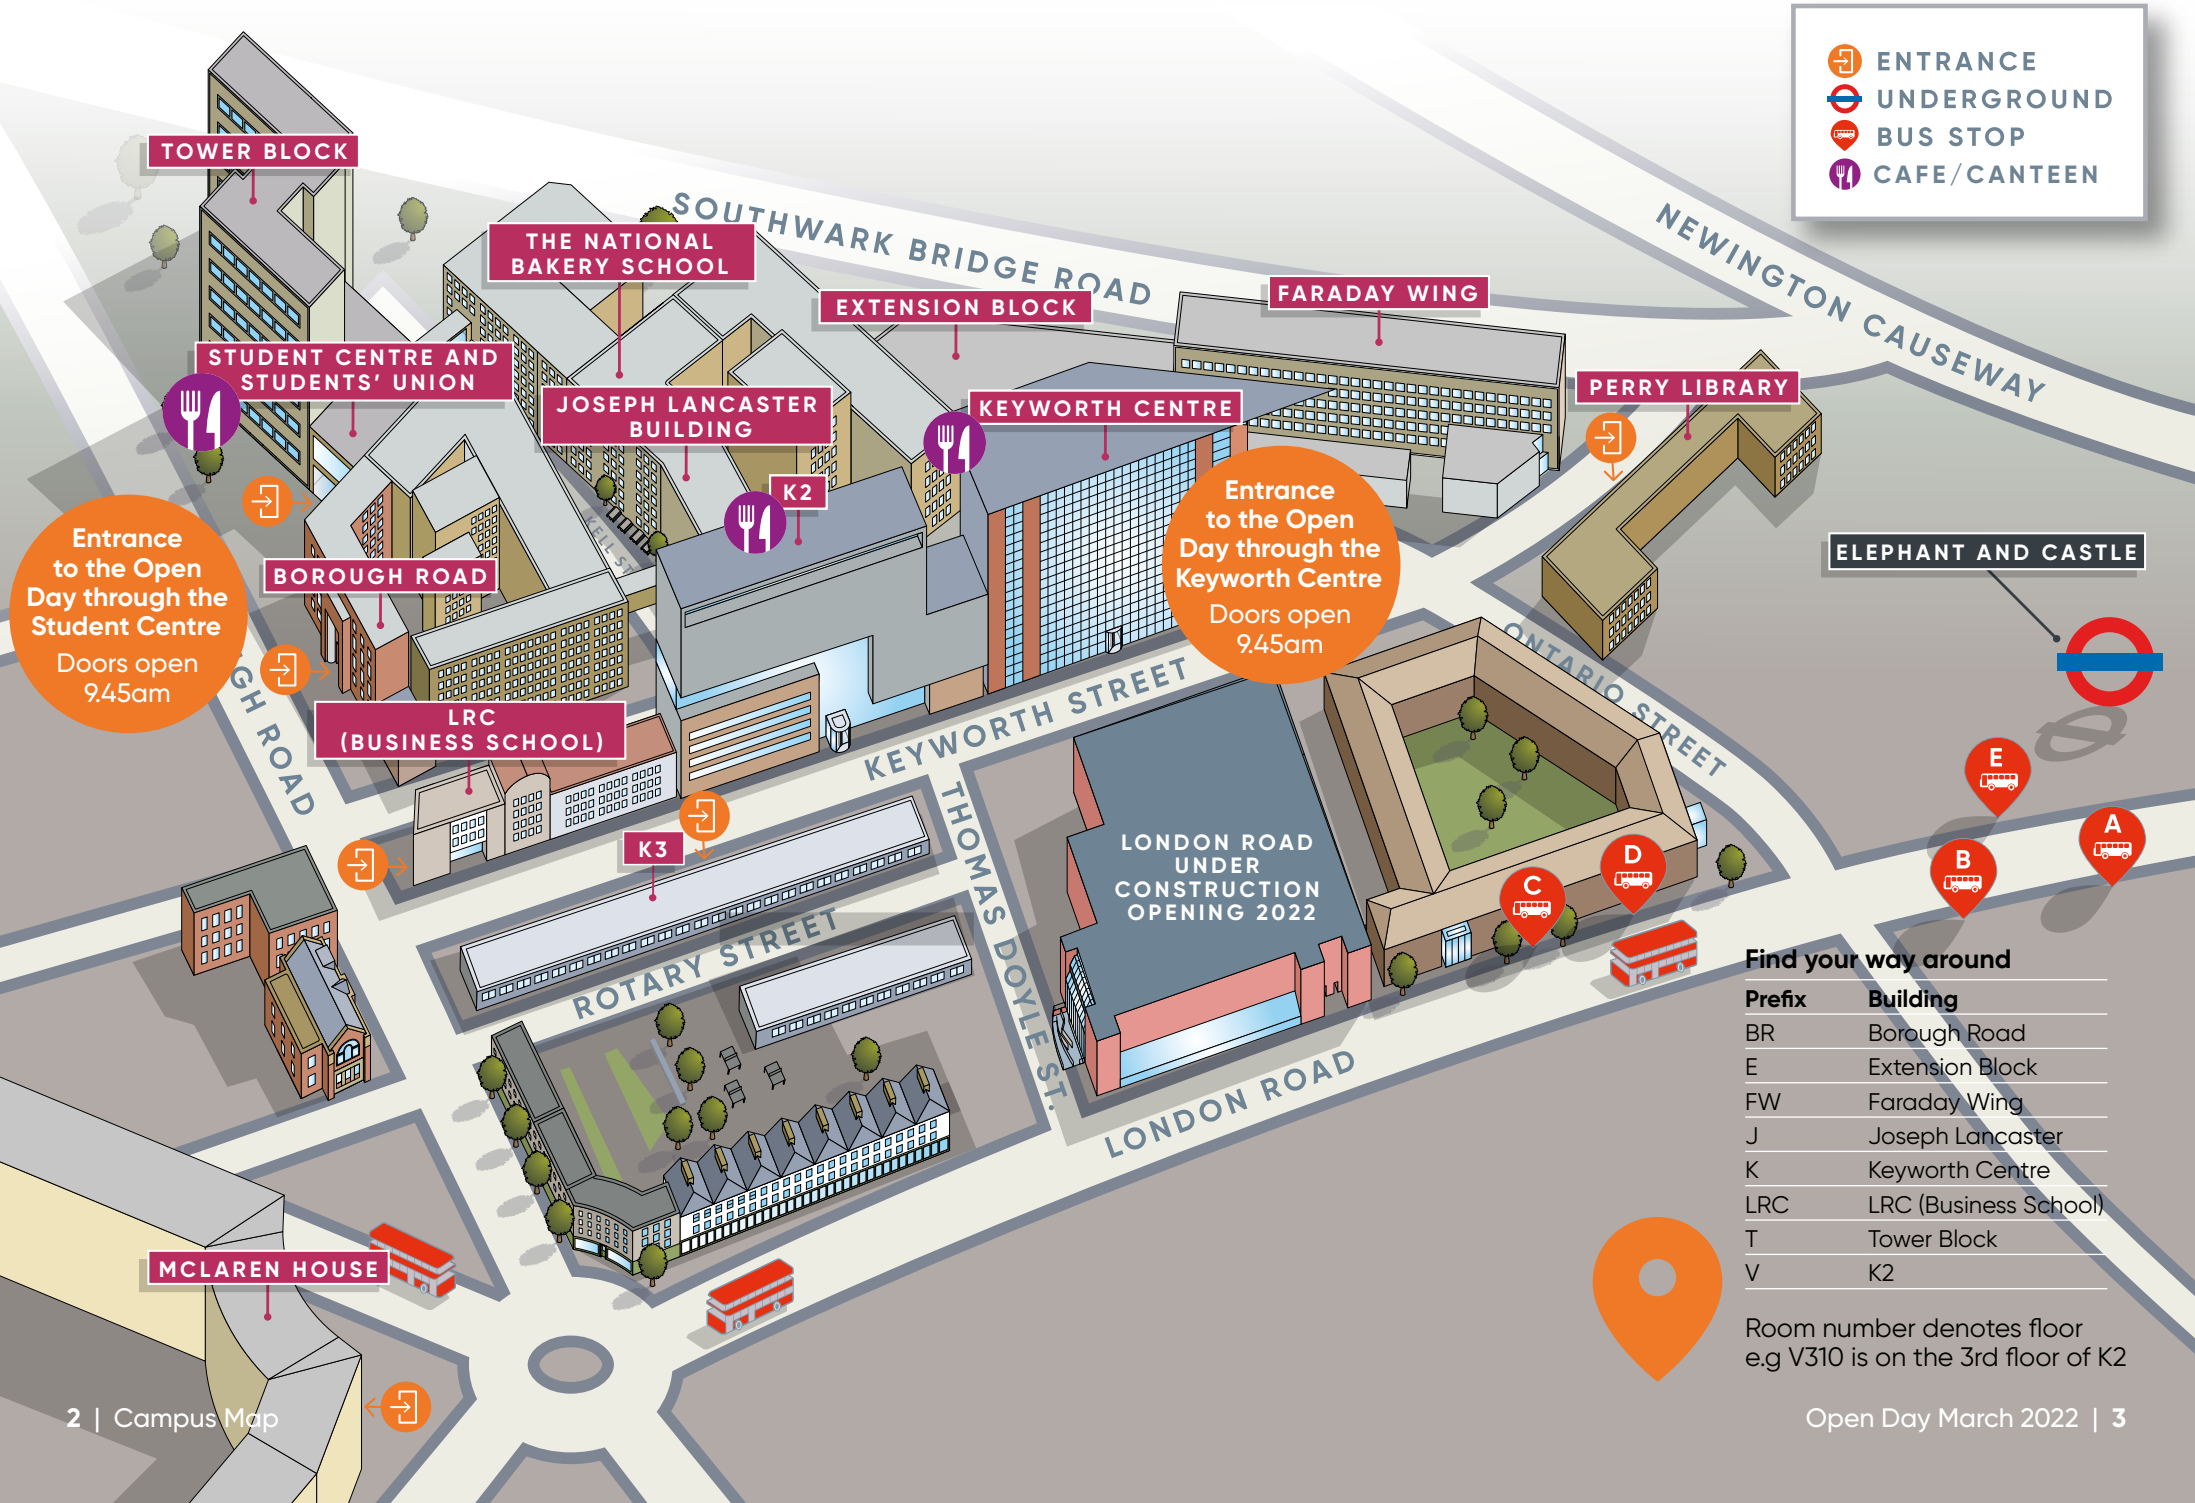 ENTRANCE
UNDERGROUND
BUS STOP
CAFE/CANTEEN
TOWER BLOCK
SOUTHWARK BRIDGE ROAD
NEWINGTON CAUSEWAY
THE NATIONAL
BAKERY SCHOOL
EXTENSION BLOCK
FARADAY WING
STUDENT CENTRE AND
STUDENTS' UNION
JOSEPH LANCASTER
BUILDING
KEYWORTH CENTRE
PERRY LIBRARY
K2
KELL ST
Entrance
to the Open
Day through the
Student Centre
Doors open
9.45am
Entrance
to the Open
Day through the
Keyworth Centre
Doors open
9.45am
ELEPHANT AND CASTLE
BOROUGH ROAD
GH ROAD
ONTARIO STREET
LRC
(BUSINESS SCHOOL)
KEYWORTH STREET
THOMAS DOYLE ST.
K3
ROTARY STREET
LONDON ROAD
UNDER
CONSTRUCTION
OPENING 2022
E
A
B
D
C
LONDON ROAD
MCLAREN HOUSE
Find your way around
Prefix Building
BR Borough Road
E Extension Block
FW Faraday Wing
J Joseph Lancaster
K Keyworth Centre
LRC LRC (Business School)
T Tower Block
V K2
Room number denotes floor
e.g V310 is on the 3rd floor of K2
2 | Campus Map
Open Day March 2022 | 3